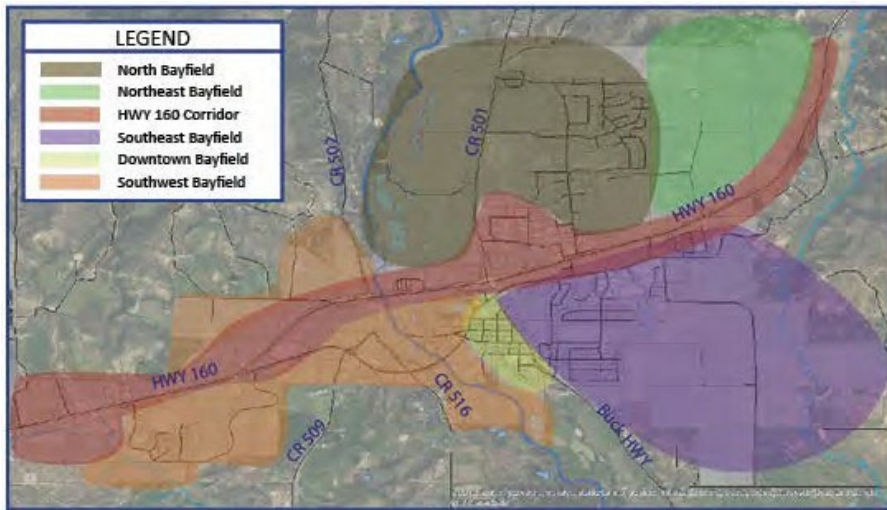 LEGEND
North Bayfield
Northeast Bayfield
HWY 160 Corridor
Southeast Bayfield
Downtown Bayfield
Southwest Bayfield
CR 502
CR 501
HWY 160
HWY 160
CR 509
CR 516
Buck HWY